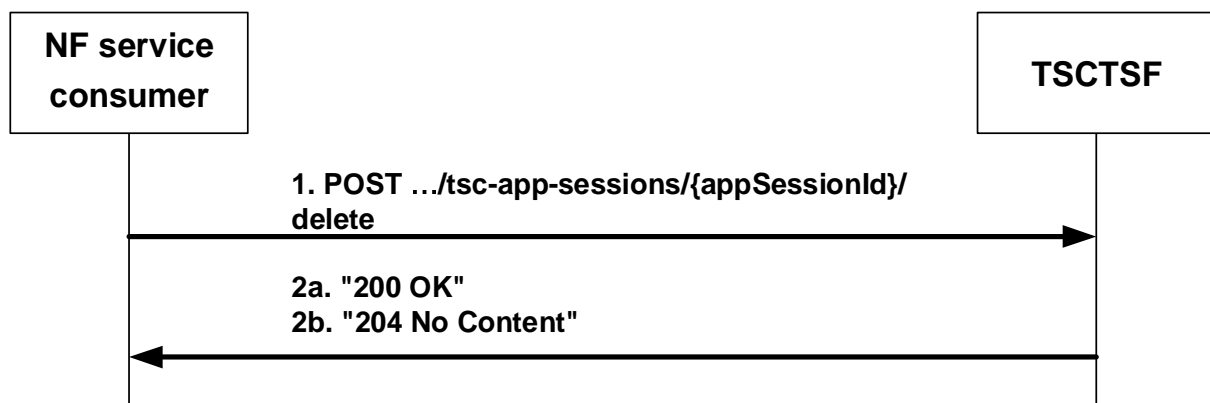 NF service
consumer
TSCTSF
1. POST …/tsc-app-sessions/{appSessionId}/
delete
2a. "200 OK"
2b. "204 No Content"